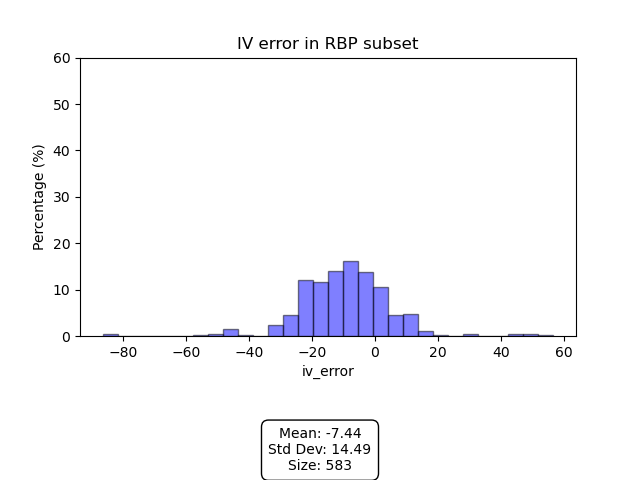 IV error in RBP subset
60
50
40
30
20
10
0
Percentage (%)
−80 −60 −40 −20 0 20 40 60
iv_error
Mean: -7.44
Std Dev: 14.49
Size: 583